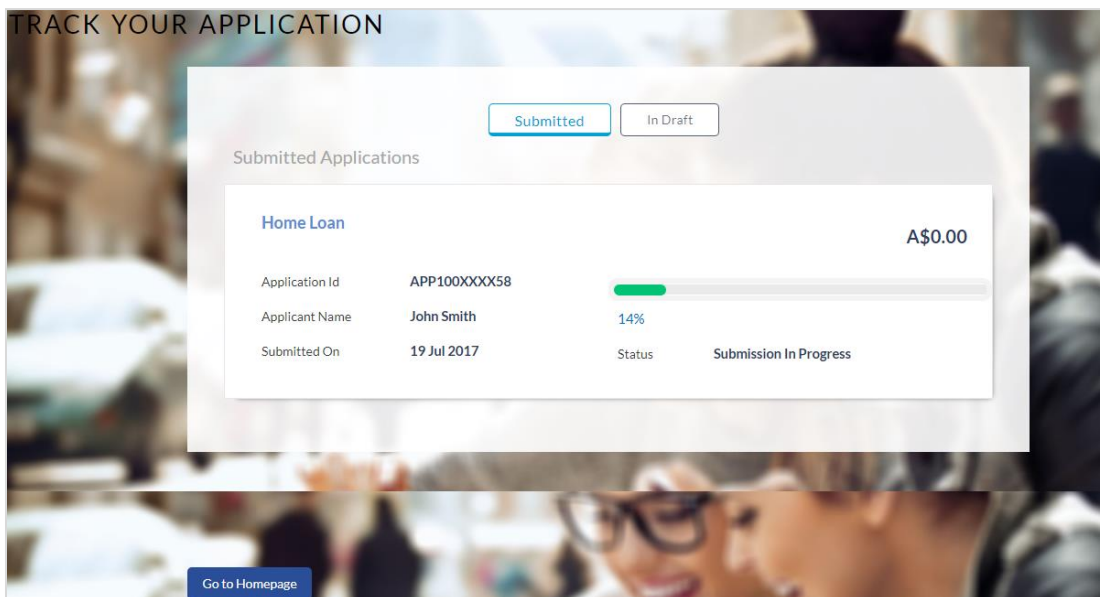 TRACK YOUR APPLICATION
Submitted
In Draft
Submitted Applications
Home Loan
A$0.00
Application Id APP100XXXX58
Applicant Name John Smith
14%
Submitted On 19 Jul 2017
Status Submission In Progress
Go to Homepage